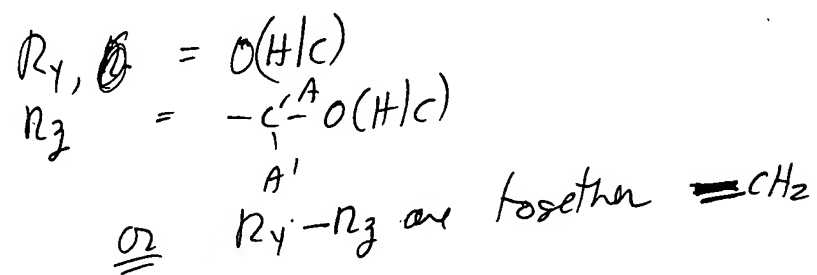 Ry, = O(H/C)
Rz = -C-O(H/C)
A
A'
or Ry-Rz are together =CH2